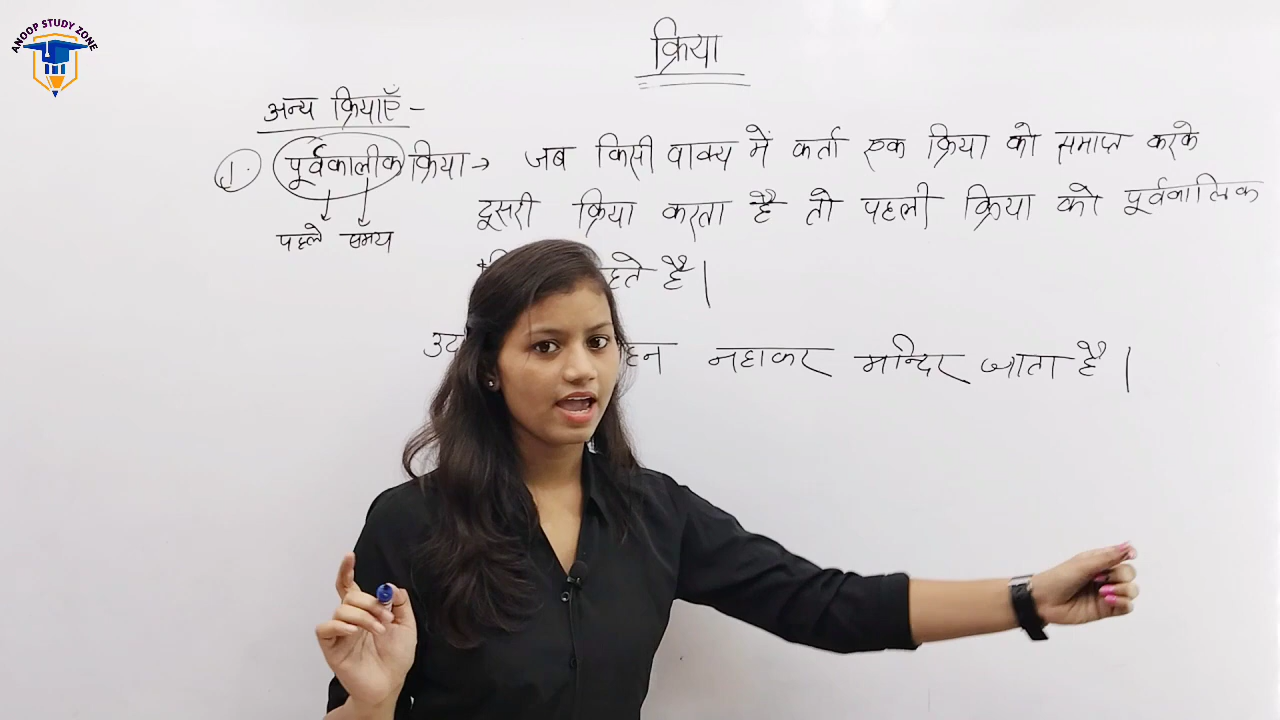 ANOOP STUDY ZONE
क्रिया
अन्य क्रियाएँ -
1. पूर्वकालीक क्रिया → जब किसी वाक्य में कर्ता एक क्रिया को समाप्त करके
दूसरी क्रिया करता है तो पहली क्रिया को पूर्वकालिक
पहले समय
है।
नहाकर मन्दिर जाता है।